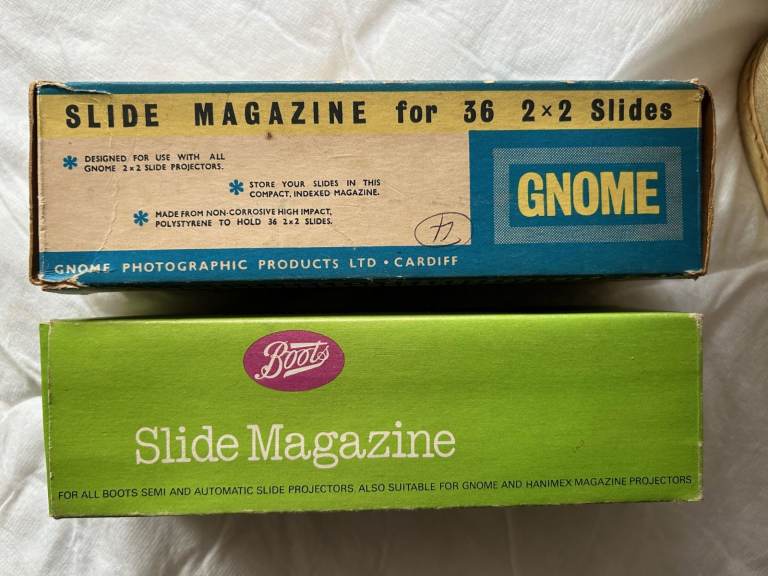 SLIDE MAGAZINE for 36 2×2 Slides
* DESIGNED FOR USE WITH ALL
GNOME 2×2 SLIDE PROJECTORS.
* STORE YOUR SLIDES IN THIS
COMPACT, INDEXED MAGAZINE.
* MADE FROM NON-CORROSIVE HIGH IMPACT,
POLYSTYRENE TO HOLD 36 2×2 SLIDES.
GNOME
GNOME PHOTOGRAPHIC PRODUCTS LTD • CARDIFF
Boots
Slide Magazine
FOR ALL BOOTS SEMI AND AUTOMATIC SLIDE PROJECTORS. ALSO SUITABLE FOR GNOME AND HANIMEX MAGAZINE PROJECTORS